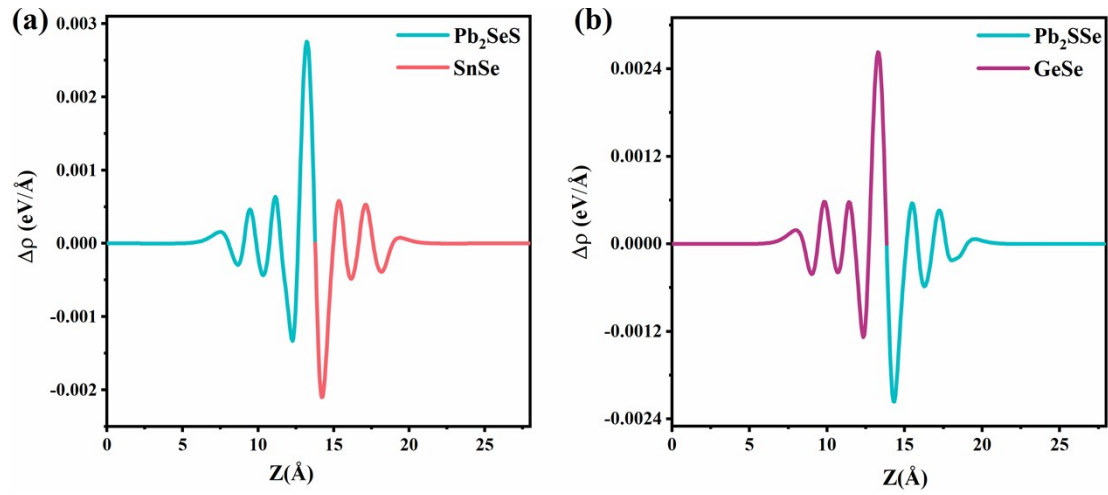 (a)
Pb₂SeS
SnSe
0.003
0.002
0.001
0.000
-0.001
-0.002
Δρ (eV/Å)
0 5 10 15 20 25
Z(Å)
(b)
Pb₂SSe
GeSe
0.0024
0.0012
0.0000
-0.0012
-0.0024
Δρ (eV/Å)
0 5 10 15 20 25
Z(Å)